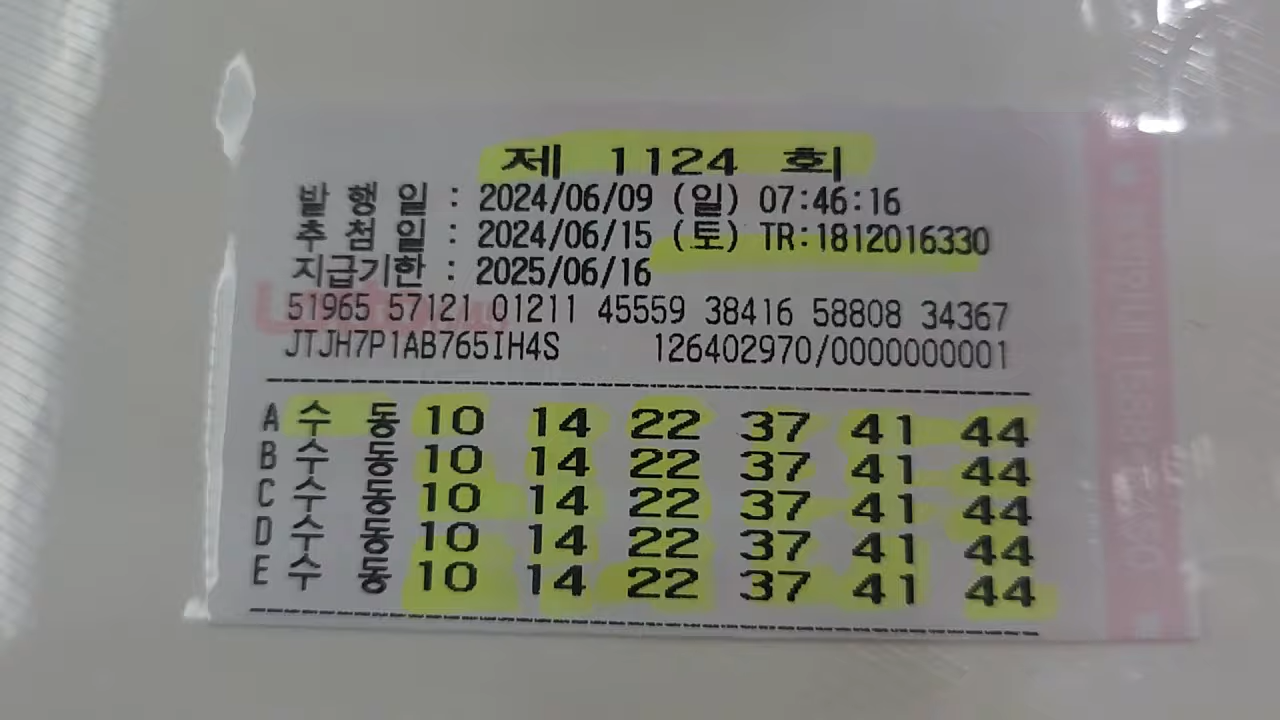 제 1124 회
발 행 일 : 2024/06/09 (일) 07:46:16
추 첨 일 : 2024/06/15 (토) TR:1812016330
지급기한 : 2025/06/16
51965 57121 01211 45559 38416 58808 34367
JTJH7P1AB765IH4S 126402970/0000000001
A 수 동 10 14 22 37 41 44
B 수 동 10 14 22 37 41 44
C 수 동 10 14 22 37 41 44
D 수 동 10 14 22 37 41 44
E 수 동 10 14 22 37 41 44